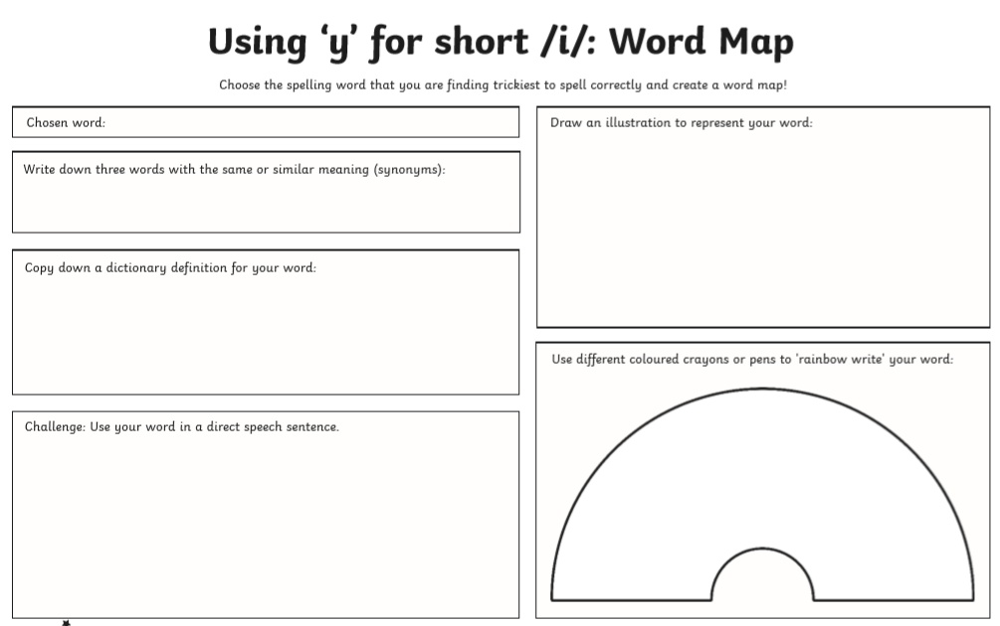 Using ‘y’ for short /i/: Word Map
Choose the spelling word that you are finding trickiest to spell correctly and create a word map!
Chosen word:
Write down three words with the same or similar meaning (synonyms):
Copy down a dictionary definition for your word:
Challenge: Use your word in a direct speech sentence.
Draw an illustration to represent your word:
Use different coloured crayons or pens to 'rainbow write' your word: